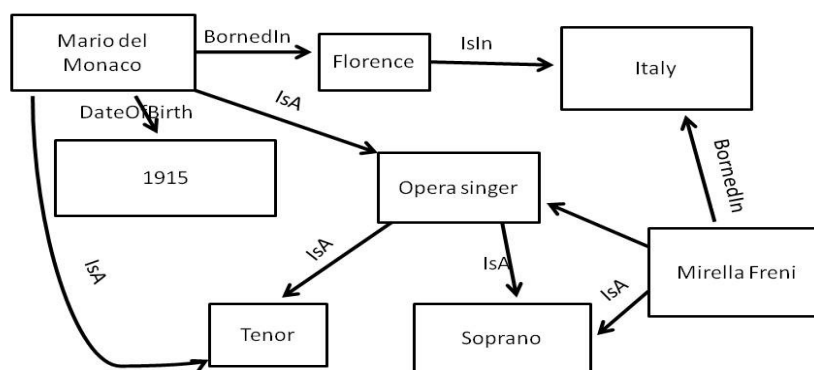 Mario del
Monaco
BornedIn
Florence
IsIn
Italy
DateOfBirth
IsA
1915
Opera singer
BornedIn
Mirella Freni
IsA
IsA
IsA
IsA
Tenor
Soprano